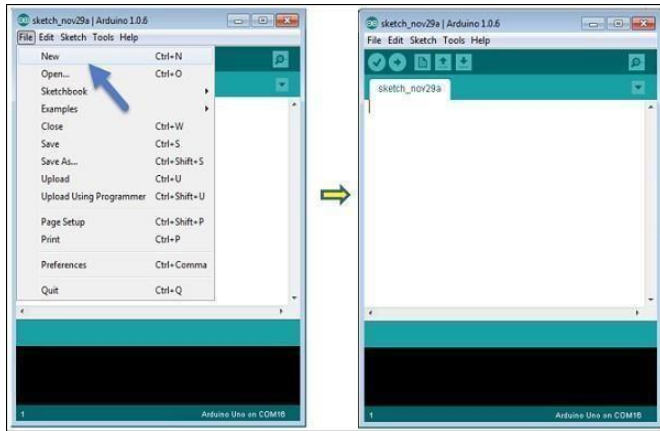 sketch_nov29a | Arduino 1.0.6
File Edit Sketch Tools Help
New Ctrl+N
Open... Ctrl+O
Sketchbook
Examples
Close Ctrl+W
Save Ctrl+S
Save As... Ctrl+Shift+S
Upload Ctrl+U
Upload Using Programmer Ctrl+Shift+U
Page Setup Ctrl+Shift+P
Print Ctrl+P
Preferences Ctrl+Comma
Quit Ctrl+Q
1 Arduino Uno on COM16
sketch_nov29a | Arduino 1.0.6
File Edit Sketch Tools Help
sketch_nov29a
1 Arduino Uno on COM16